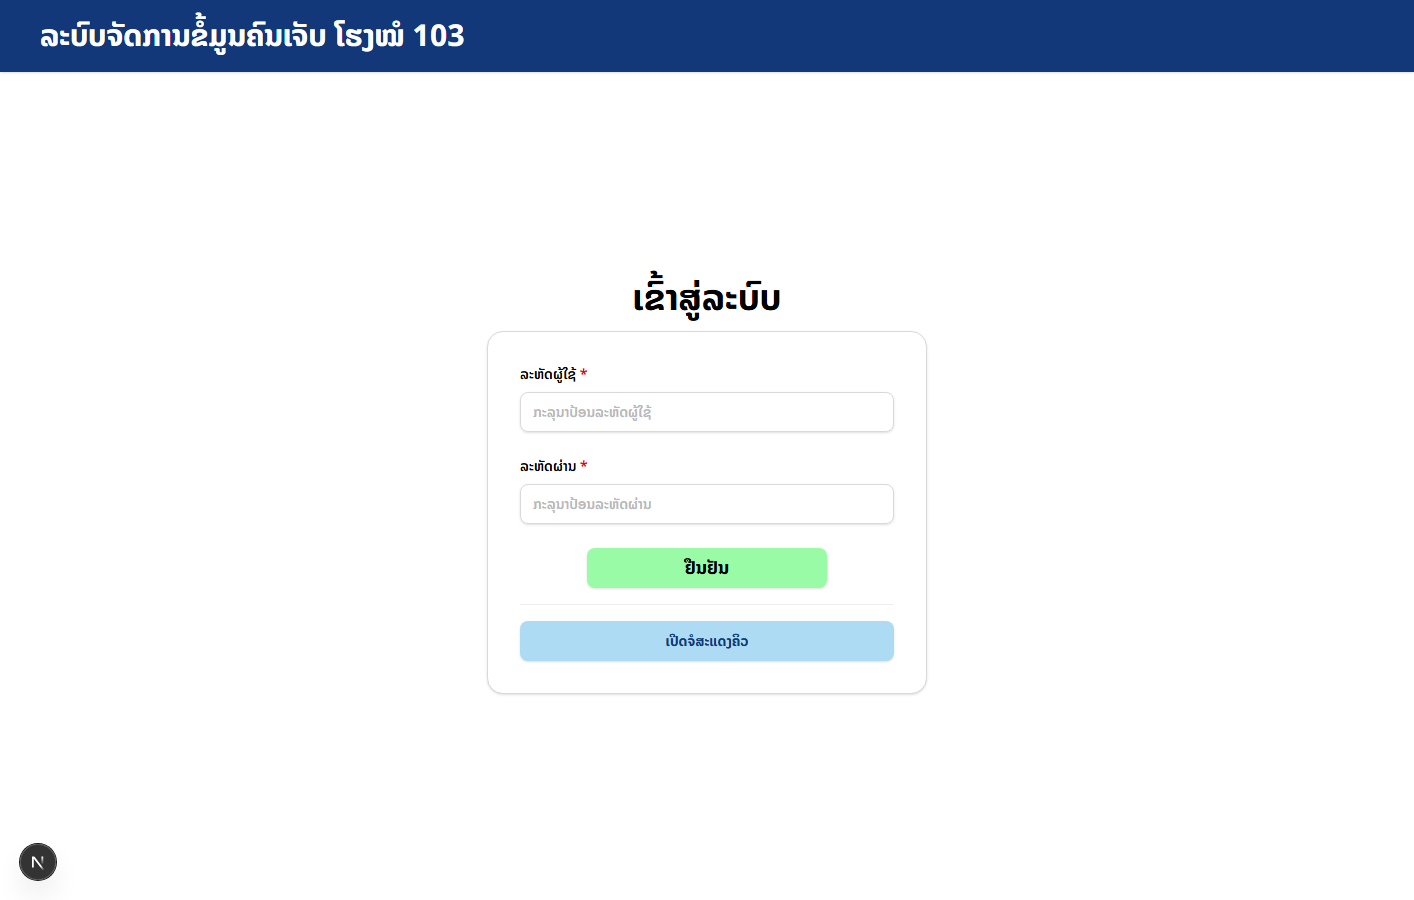 ລະບົບຈັດການຂໍ້ມູນຄົນເຈັບ ໂຮງໝໍ 103
ເຂົ້າສູ່ລະບົບ
ລະຫັດຜູ້ໃຊ້ *
ກະລຸນາປ້ອນລະຫັດຜູ້ໃຊ້
ລະຫັດຜ່ານ *
ກະລຸນາປ້ອນລະຫັດຜ່ານ
ຢືນຢັນ
ເປີດຈໍສະແດງຄິວ
N